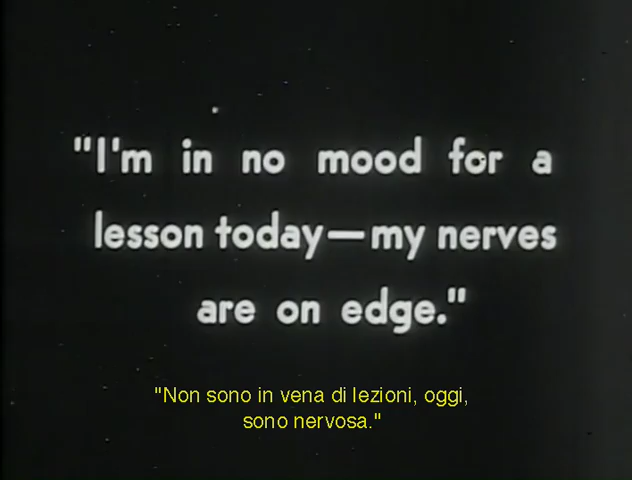 "I'm in no mood for a
lesson today—my nerves
are on edge."
"Non sono in vena di lezioni, oggi,
sono nervosa."